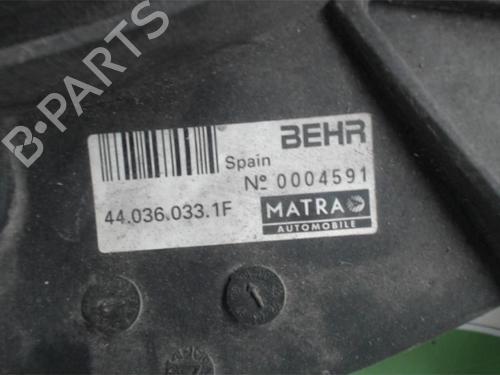 B-PARTS
BEHR
Spain
Nº 0004591
44.036.033.1F
MATRA
AUTOMOBILE